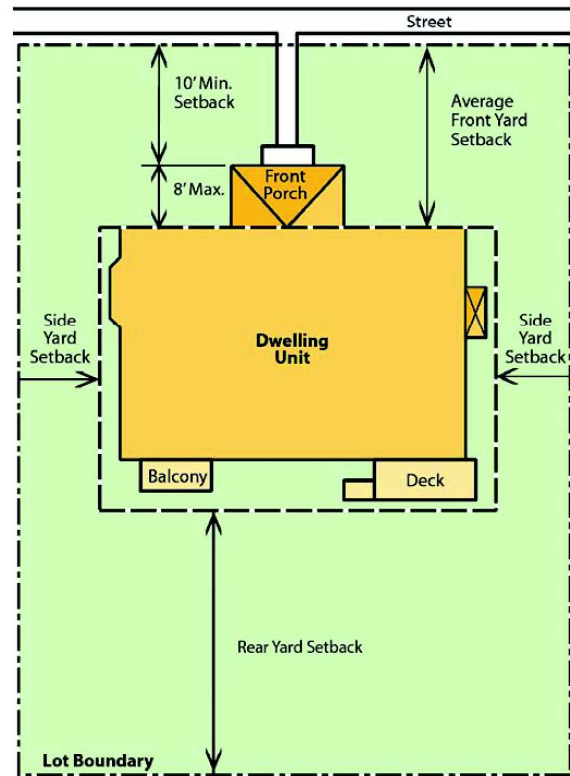 Street
10’ Min.
Setback
Average
Front Yard
Setback
Front
Porch
8’ Max.
Side
Yard
Setback
Dwelling
Unit
Side
Yard
Setback
Balcony
Deck
Rear Yard Setback
Lot Boundary